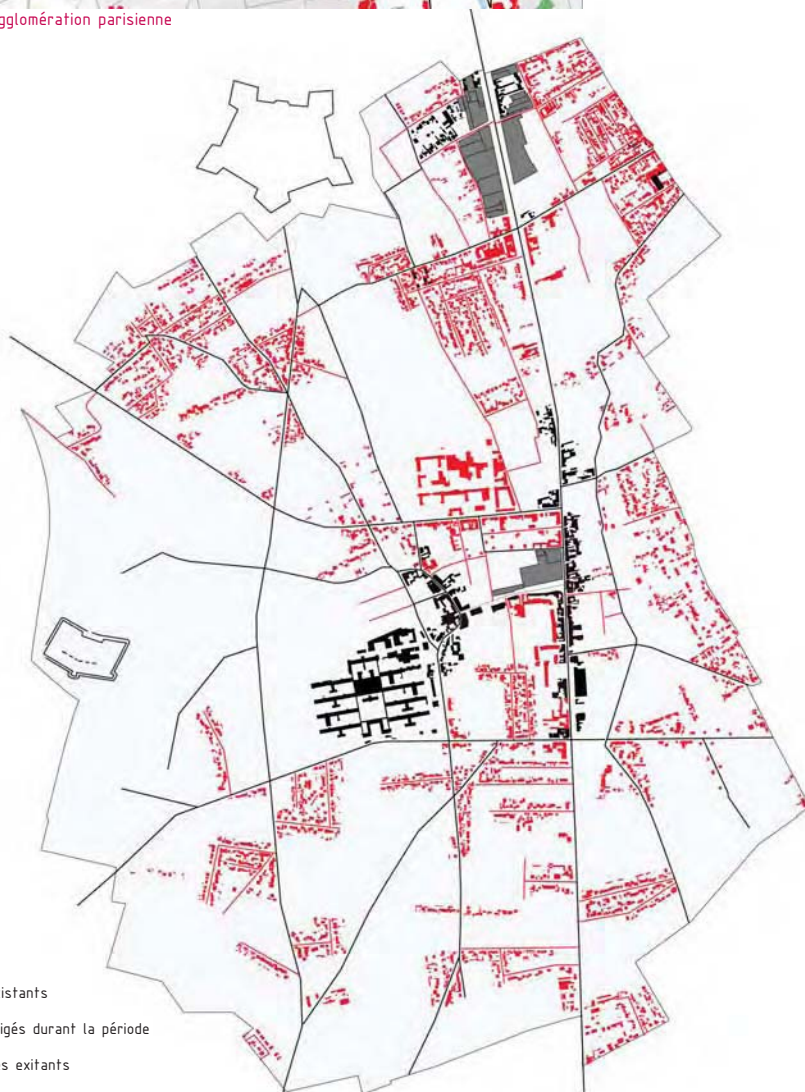 gglomération parisienne
istants
igés durant la période
s exitants